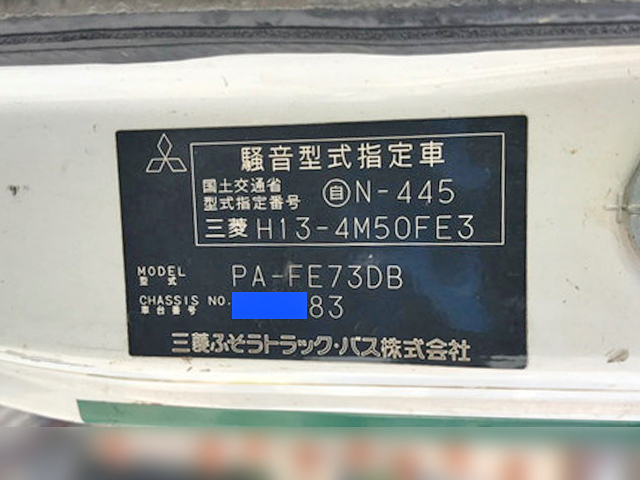 騒音型式指定車
国土交通省
型式指定番号 自N-445
三菱 H13-4M50FE3
MODEL
型式 PA-FE73DB
CHASSIS NO. 83
車台番号
三菱ふそうトラック・バス株式会社